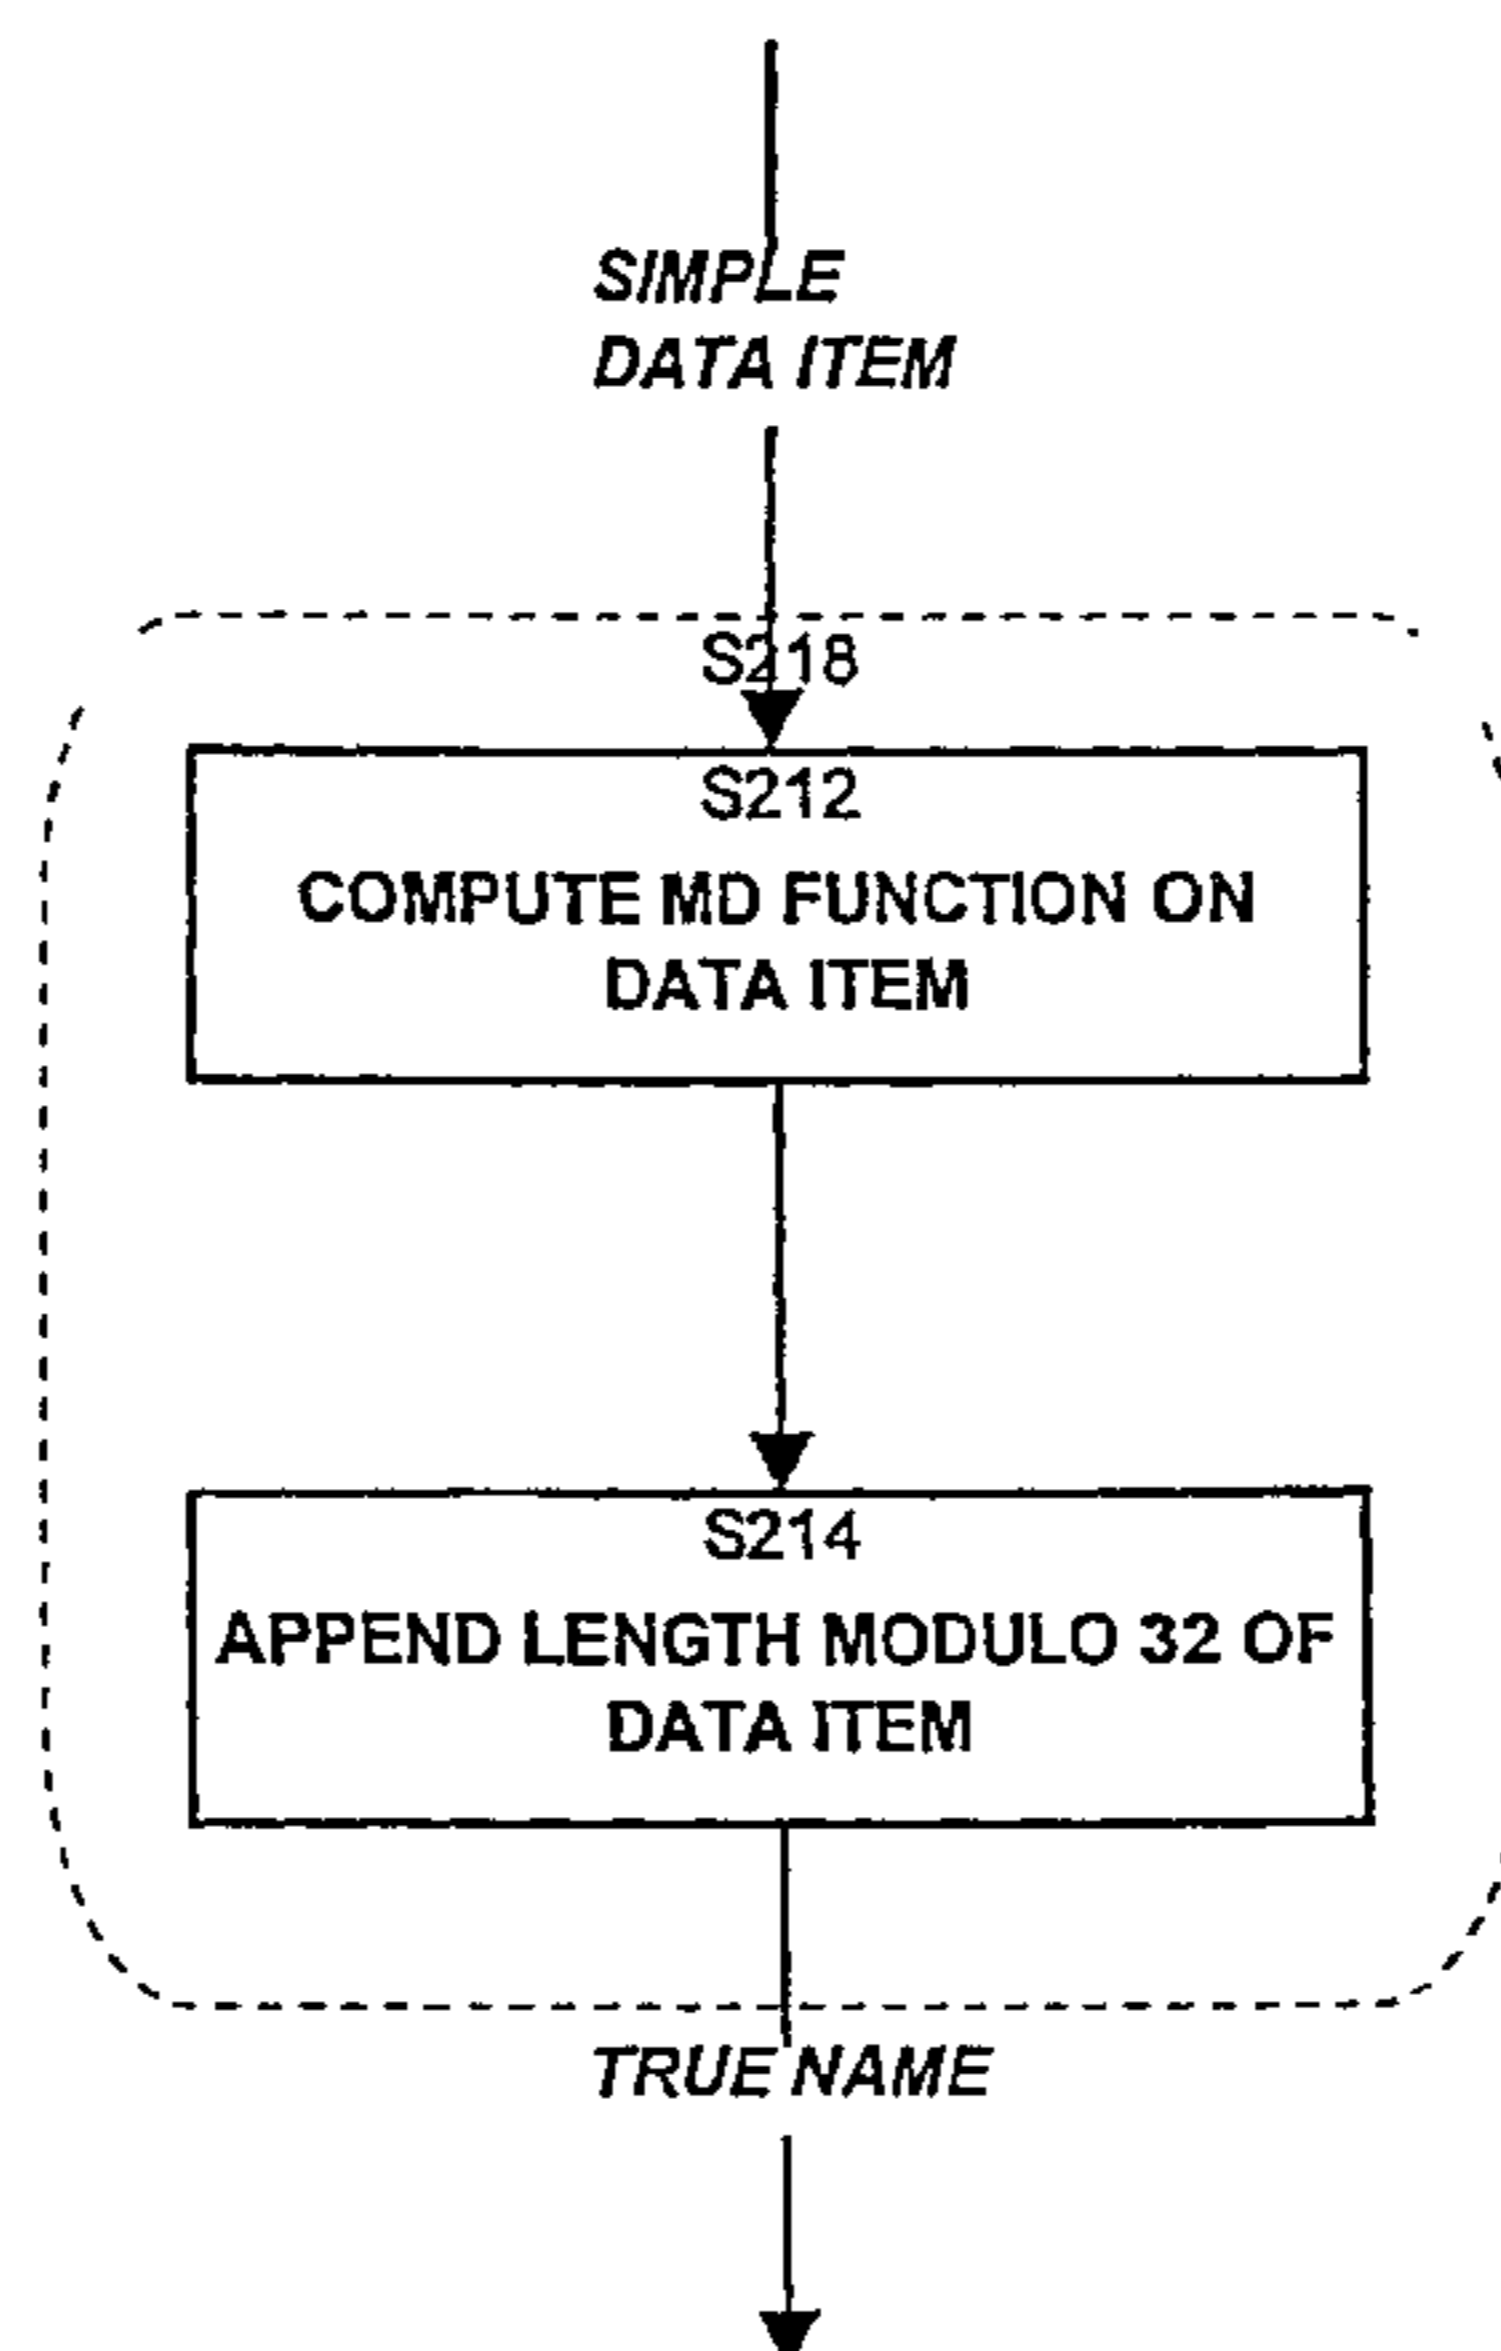 SIMPLE
DATA ITEM
S218
S212
COMPUTE MD FUNCTION ON
DATA ITEM
S214
APPEND LENGTH MODULO 32 OF
DATA ITEM
TRUE NAME